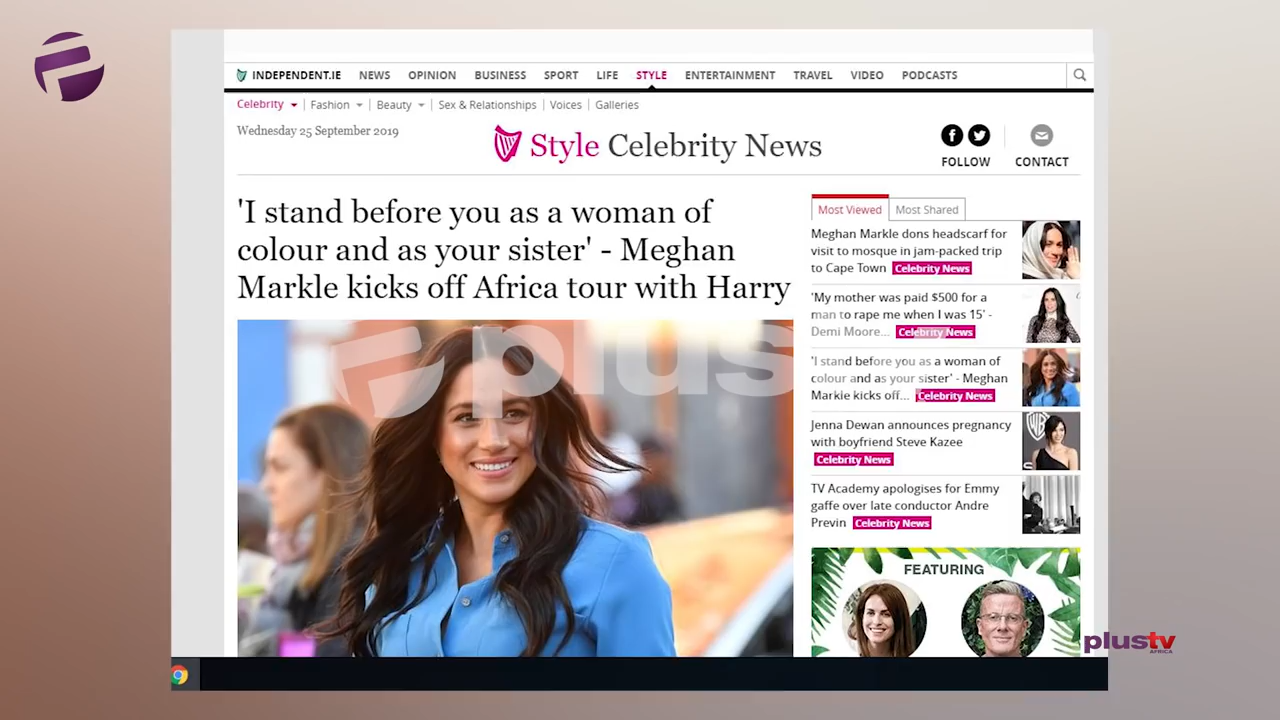 INDEPENDENT.IE NEWS OPINION BUSINESS SPORT LIFE STYLE ENTERTAINMENT TRAVEL VIDEO PODCASTS
Celebrity Fashion Beauty Sex & Relationships Voices Galleries
Wednesday 25 September 2019
Style Celebrity News
FOLLOW
CONTACT
'I stand before you as a woman of
colour and as your sister' - Meghan
Markle kicks off Africa tour with Harry
plus
Most Viewed Most Shared
Meghan Markle dons headscarf for
visit to mosque in jam-packed trip
to Cape Town Celebrity News
'My mother was paid $500 for a
man to rape me when I was 15' -
Demi Moore... Celebrity News
'I stand before you as a woman of
colour and as your sister' - Meghan
Markle kicks off... Celebrity News
Jenna Dewan announces pregnancy
with boyfriend Steve Kazee
Celebrity News
TV Academy apologises for Emmy
gaffe over late conductor Andre
Previn Celebrity News
FEATURING
plustv
AFRICA